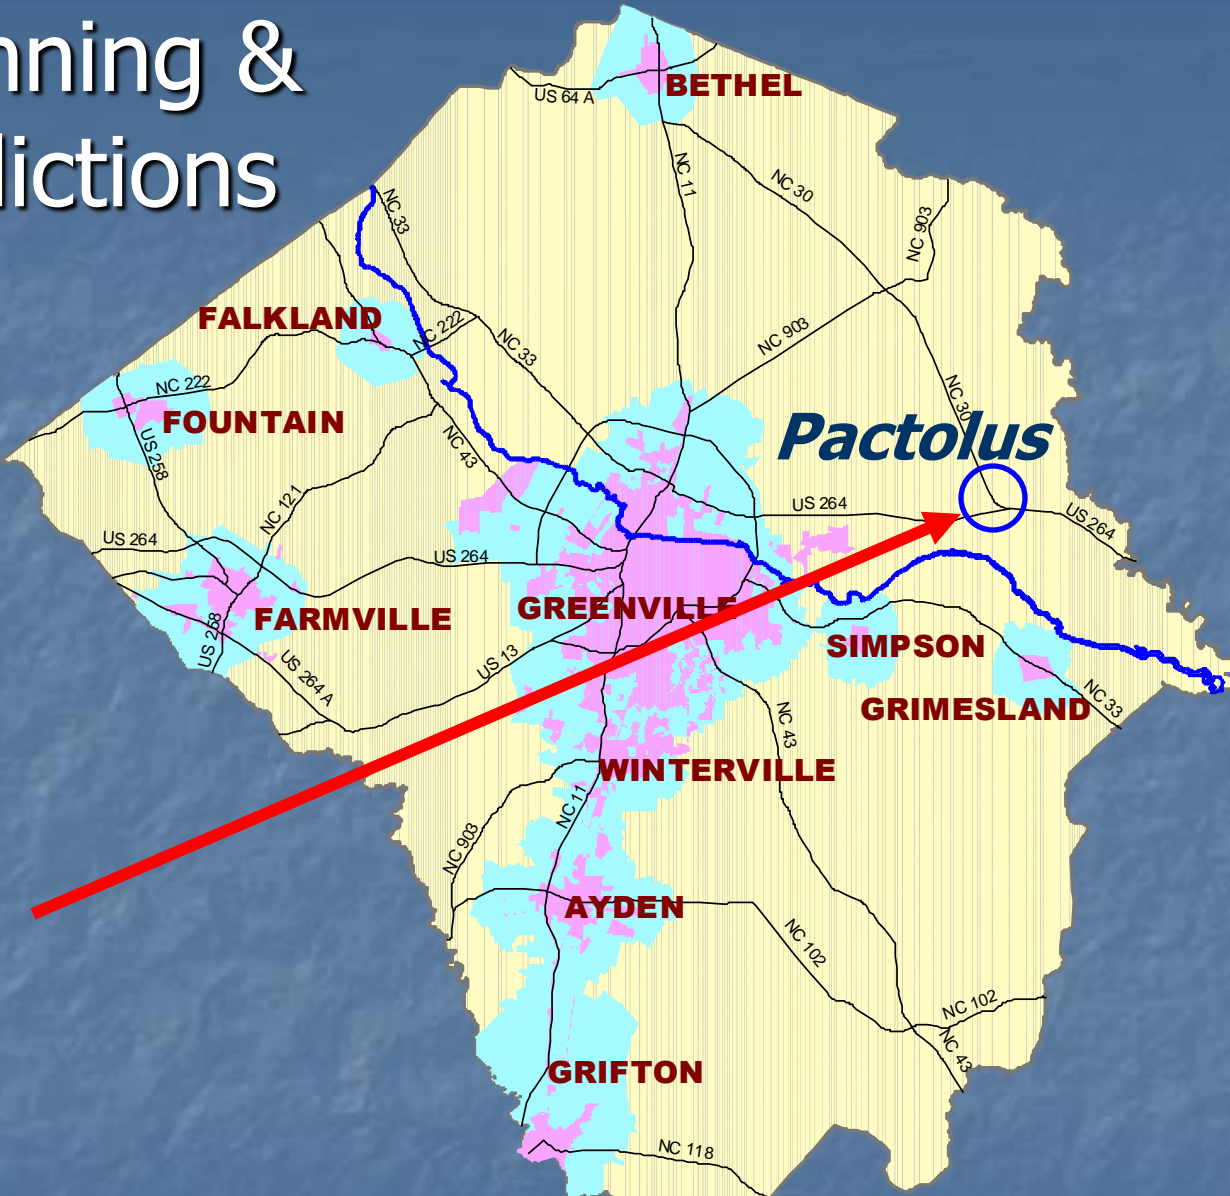 nning &
dictions
BETHEL
US 64 A
NC 11
NC 30
NC 903
NC 33
FALKLAND
NC 222
NC 33
NC 903
NC 222
FOUNTAIN
NC 30
Pactolus
US 258
NC 43
NC 121
US 264
US 264
US 264
US 264
GREENVILLE
FARMVILLE
US 258
SIMPSON
US 13
US 264 A
GRIMESLAND
NC 33
NC 43
WINTERVILLE
NC 11
NC 903
AYDEN
NC 102
NC 102
NC 43
GRIFTON
NC 118